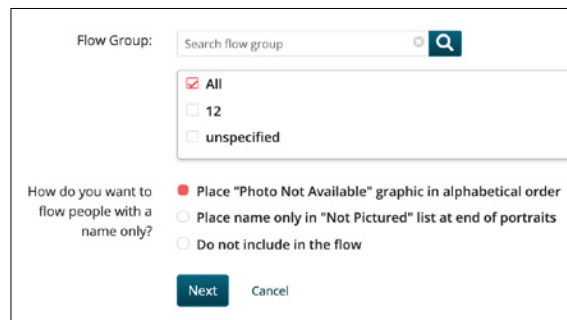 Flow Group:
Search flow group
All
12
unspecified
How do you want to
flow people with a
name only?
Place "Photo Not Available" graphic in alphabetical order
Place name only in "Not Pictured" list at end of portraits
Do not include in the flow
Next
Cancel